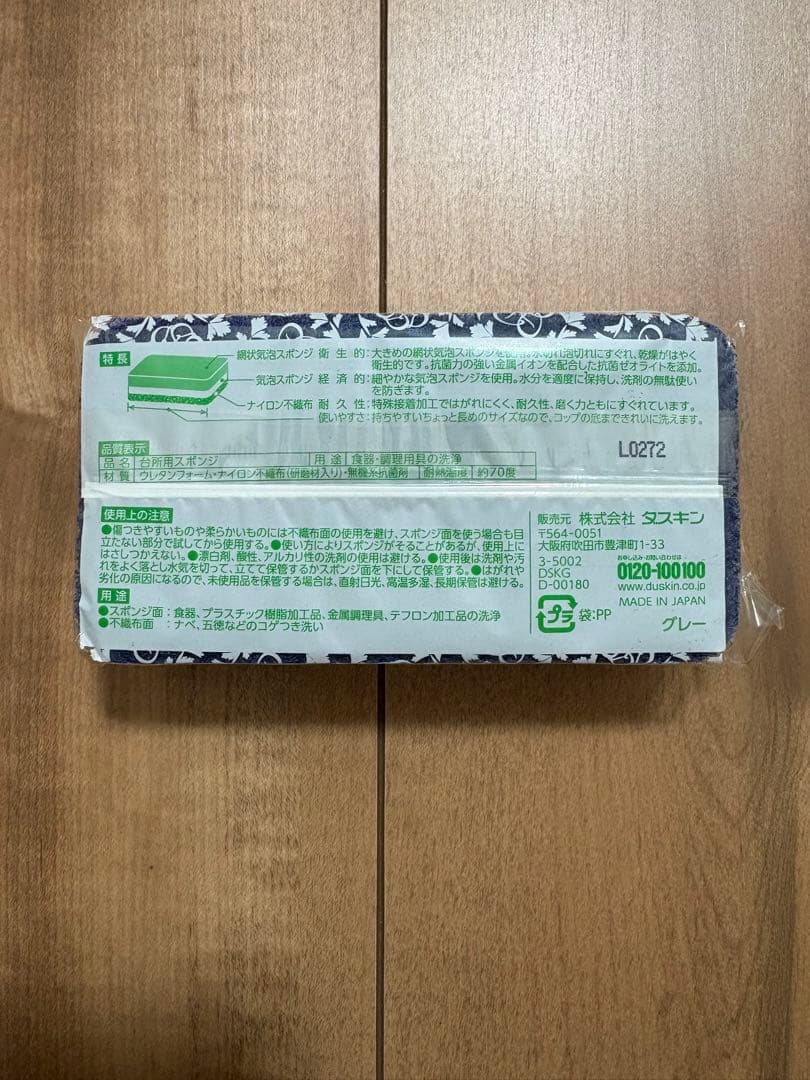 特長
網状気泡スポンジ 衛生的:大きめの網状気泡スポンジを使用。水切れ泡切れにすぐれ、乾燥がはやく
衛生的です。抗菌力の強い金属イオンを配合した抗菌ゼオライトを添加。
気泡スポンジ 経済的:細やかな気泡スポンジを使用。水分を適度に保持し、洗剤の無駄使い
を防ぎます。
ナイロン不織布 耐久性:特殊接着加工ではがれにくく、耐久性、磨く力ともにすぐれています。
使いやすさ:持ちやすいちょっと長めのサイズなので、コップの底まできれいに洗えます。
品質表示
品名 台所用スポンジ 用途 食器・調理用具の洗浄
材質 ウレタンフォーム・ナイロン不織布(研磨材入り)・無機系抗菌剤 耐熱温度 約70度
L0272
使用上の注意
●傷つきやすいものや柔らかいものには不織布面の使用を避け、スポンジ面を使う場合も目
立たない部分で試してから使用する。●使い方によりスポンジがそることがあるが、使用上に
はさしつかえない。●漂白剤、酸性、アルカリ性の洗剤の使用は避ける。●使用後は洗剤や汚
れをよく落とし水気を切って、立てて保管するかスポンジ面を下にして保管する。●はがれや
劣化の原因になるので、未使用品を保管する場合は、直射日光、高温多湿、長期保管は避ける。
用途
●スポンジ面:食器、プラスチック樹脂加工品、金属調理具、テフロン加工品の洗浄
●不織布面:ナベ、五徳などのコゲつき洗い
販売元 株式会社 ダスキン
〒564-0051
大阪府吹田市豊津町1-33
3-5002
DSKG
D-00180
お申し込み・お問い合わせは
0120-100100
www.duskin.co.jp
MADE IN JAPAN
プラ 袋:PP
グレー